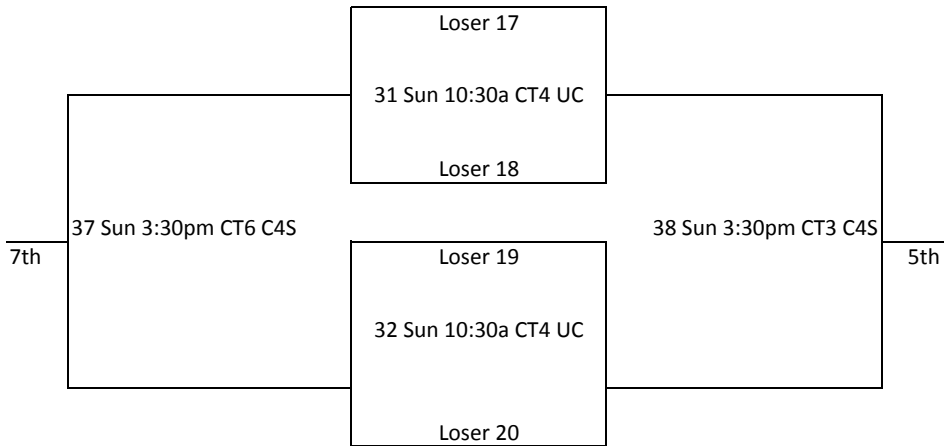 Loser 17
31 Sun 10:30a CT4 UC
Loser 18
37 Sun 3:30pm CT6 C4S
38 Sun 3:30pm CT3 C4S
7th
Loser 19
5th
32 Sun 10:30a CT4 UC
Loser 20